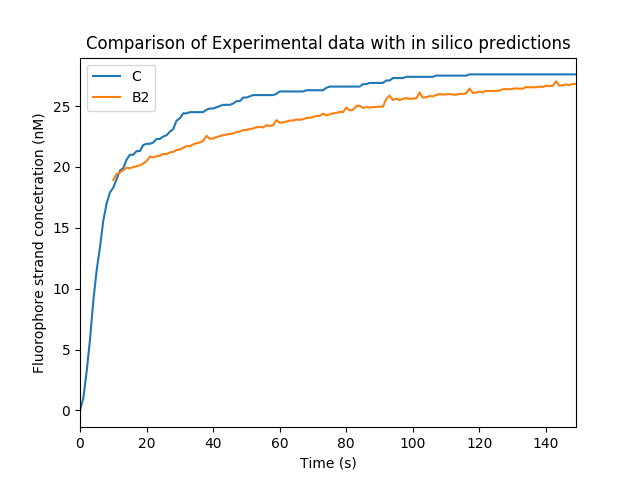 Comparison of Experimental data with in silico predictions
C
B2
Fluorophore strand concetration (nM)
25
20
15
10
5
0
0 20 40 60 80 100 120 140
Time (s)